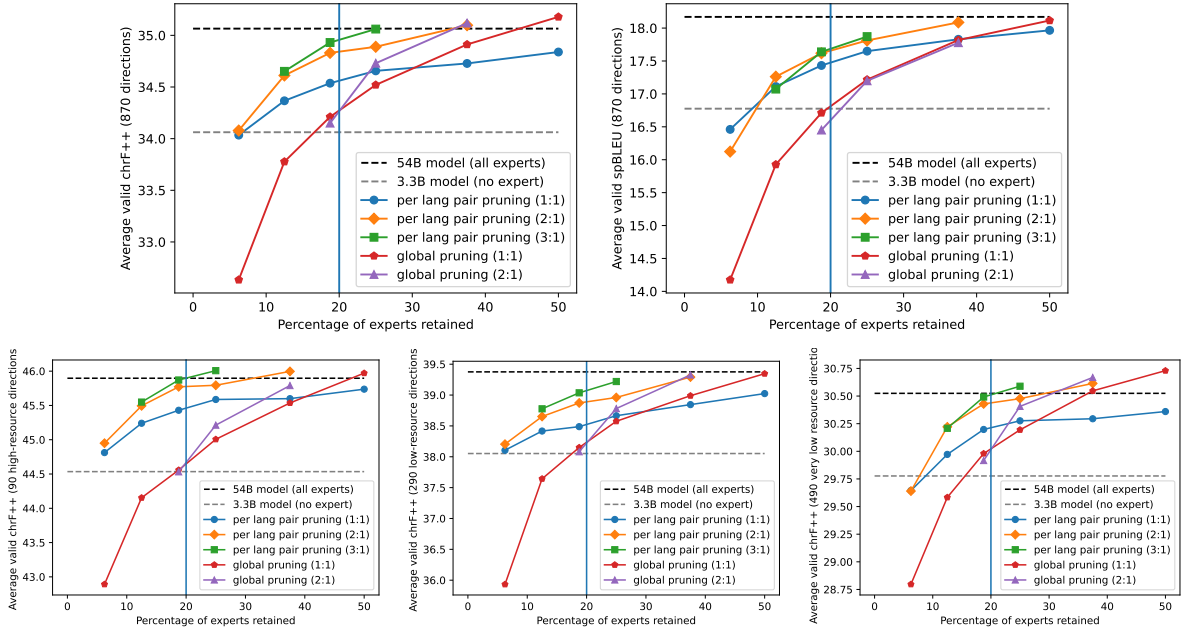 35.0
34.5
34.0
33.5
33.0
Average valid chrF++ (870 directions)
54B model (all experts)
3.3B model (no expert)
per lang pair pruning (1:1)
per lang pair pruning (2:1)
per lang pair pruning (3:1)
global pruning (1:1)
global pruning (2:1)
0 10 20 30 40 50
Percentage of experts retained
18.0
17.5
17.0
16.5
16.0
15.5
15.0
14.5
14.0
Average valid spBLEU (870 directions)
54B model (all experts)
3.3B model (no expert)
per lang pair pruning (1:1)
per lang pair pruning (2:1)
per lang pair pruning (3:1)
global pruning (1:1)
global pruning (2:1)
0 10 20 30 40 50
Percentage of experts retained
46.0
45.5
45.0
44.5
44.0
43.5
43.0
Average valid chrF++ (90 high-resource directions)
54B model (all experts)
3.3B model (no expert)
per lang pair pruning (1:1)
per lang pair pruning (2:1)
per lang pair pruning (3:1)
global pruning (1:1)
global pruning (2:1)
0 10 20 30 40 50
Percentage of experts retained
39.5
39.0
38.5
38.0
37.5
37.0
36.5
36.0
Average valid chrF++ (290 low-resource directions)
54B model (all experts)
3.3B model (no expert)
per lang pair pruning (1:1)
per lang pair pruning (2:1)
per lang pair pruning (3:1)
global pruning (1:1)
global pruning (2:1)
0 10 20 30 40 50
Percentage of experts retained
30.75
30.50
30.25
30.00
29.75
29.50
29.25
29.00
28.75
Average valid chrF++ (490 very low resource directio
54B model (all experts)
3.3B model (no expert)
per lang pair pruning (1:1)
per lang pair pruning (2:1)
per lang pair pruning (3:1)
global pruning (1:1)
global pruning (2:1)
0 10 20 30 40 50
Percentage of experts retained